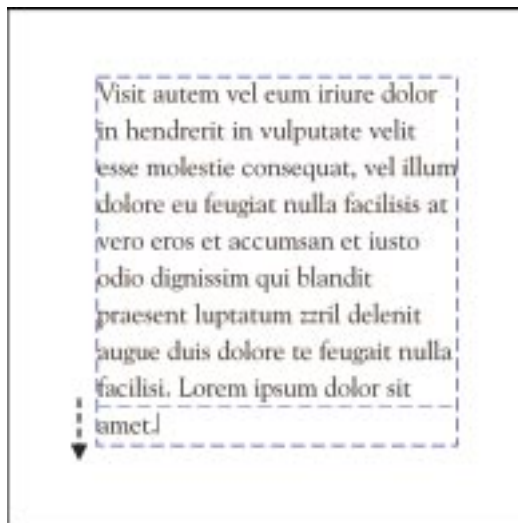 Visit autem vel eum iriure dolor
in hendrerit in vulputate velit
esse molestie consequat, vel illum
dolore eu feugiat nulla facilisis at
vero eros et accumsan et iusto
odio dignissim qui blandit
praesent luptatum zzril delenit
augue duis dolore te feugait nulla
facilisi. Lorem ipsum dolor sit
amet.